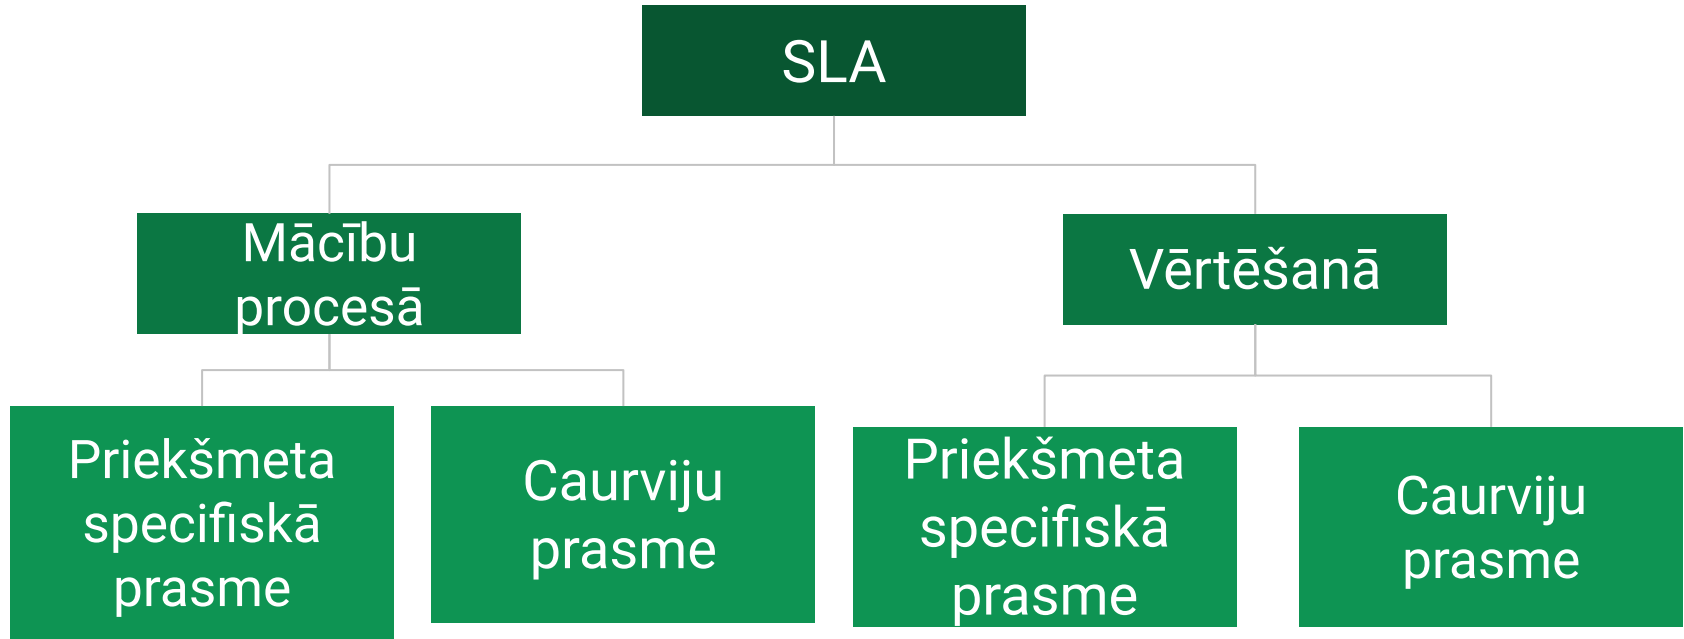 SLA
Mācību
procesā
Vērtēšanā
Priekšmeta
specifiskā
prasme
Caurviju
prasme
Priekšmeta
specifiskā
prasme
Caurviju
prasme